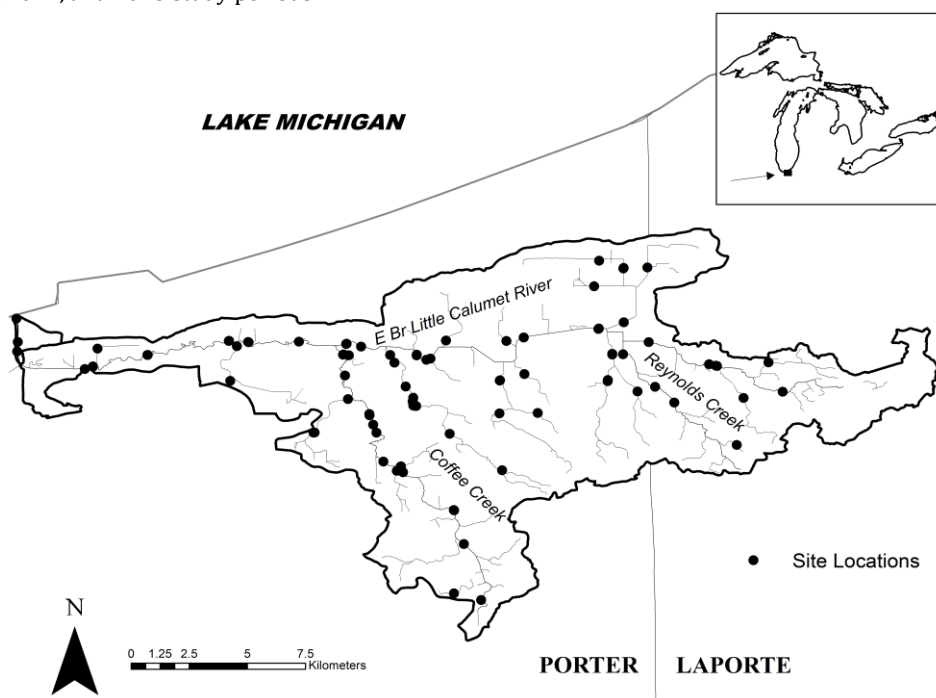 LAKE MICHIGAN
E Br Little Calumet River
Reynolds Creek
Coffee Creek
Site Locations
N
0 1.25 2.5 5 7.5
Kilometers
PORTER LAPORTE